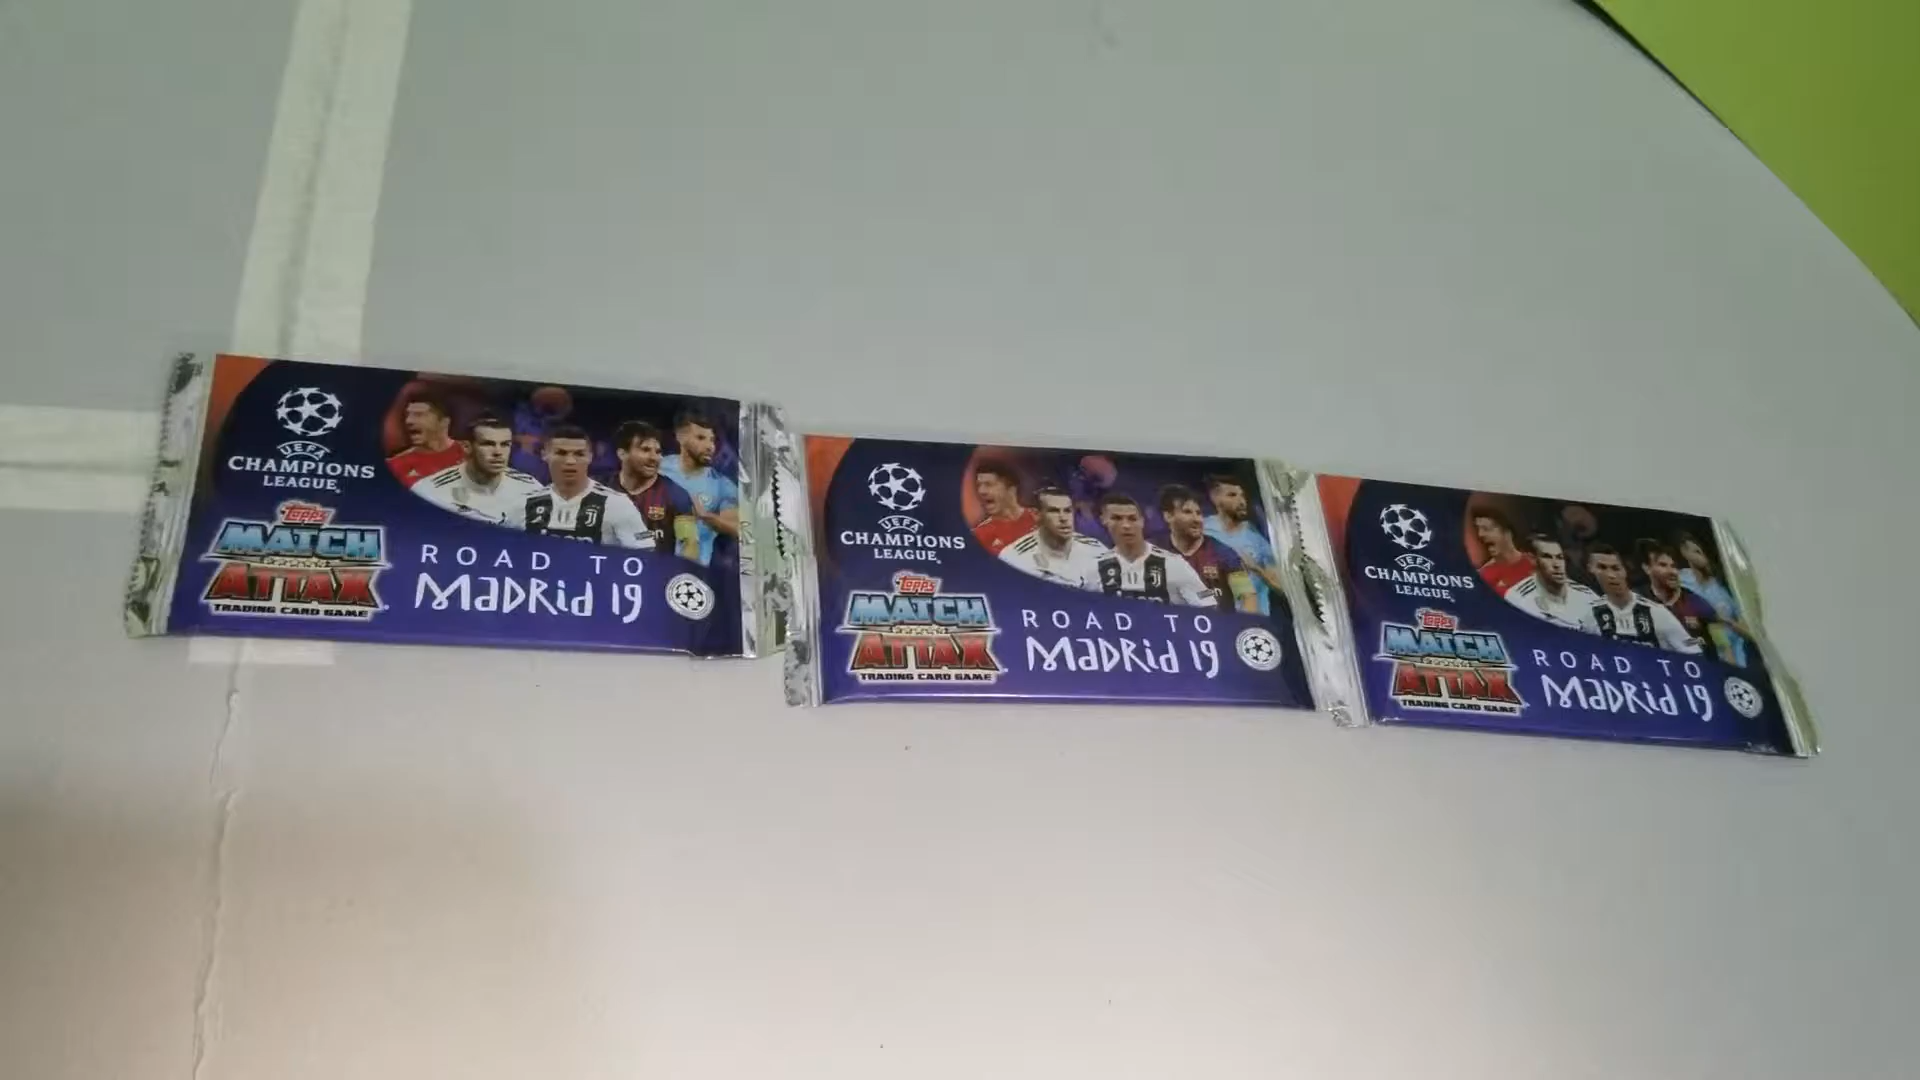 UEFA
CHAMPIONS
LEAGUE
Topps
MATCH
ATTAX
TRADING CARD GAME
ROAD TO
Madrid 19
UEFA
CHAMPIONS
LEAGUE
Topps
MATCH
ATTAX
TRADING CARD GAME
ROAD TO
Madrid 19
UEFA
CHAMPIONS
LEAGUE
Topps
MATCH
ATTAX
TRADING CARD GAME
ROAD TO
Madrid 19